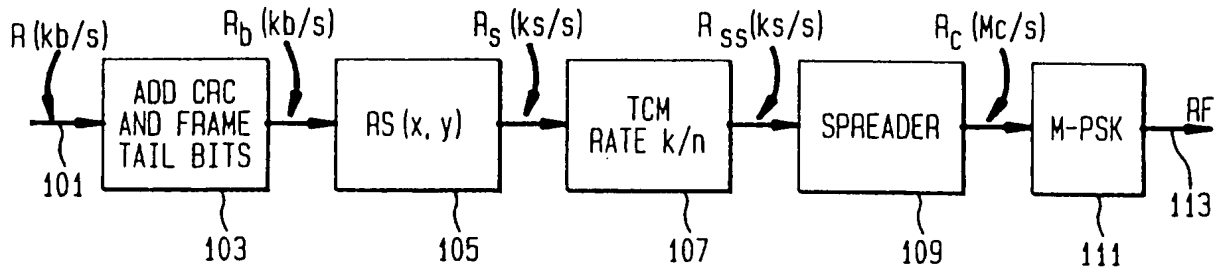 R (kb/s)
R_b (kb/s)
R_s (ks/s)
R_ss (ks/s)
R_c (Mc/s)
ADD CRC
AND FRAME
TAIL BITS
RS (x, y)
TCM
RATE k/n
SPREADER
M-PSK
RF
101
103
105
107
109
111
113